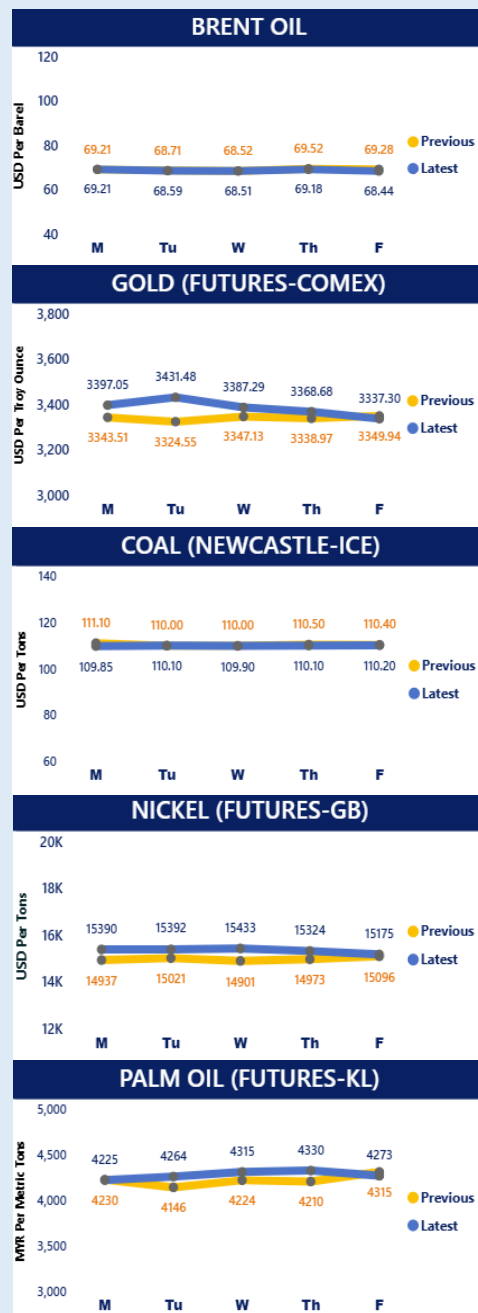 BRENT OIL
120
100
80
60
40
USD Per Barel
69.21 68.71 68.52 69.52 69.28
69.21 68.59 68.51 69.18 68.44
Previous
Latest
M Tu W Th F
GOLD (FUTURES-COMEX)
3,800
3,600
3,400
3,200
3,000
USD Per Troy Ounce
3397.05 3431.48 3387.29 3368.68 3337.30
3343.51 3324.55 3347.13 3338.97 3349.94
Previous
Latest
M Tu W Th F
COAL (NEWCASTLE-ICE)
140
120
100
80
60
USD Per Tons
111.10 110.00 110.00 110.50 110.40
109.85 110.10 109.90 110.10 110.20
Previous
Latest
M Tu W Th F
NICKEL (FUTURES-GB)
20K
18K
16K
14K
12K
USD Per Tons
15390 15392 15433 15324 15175
14937 15021 14901 14973 15096
Previous
Latest
M Tu W Th F
PALM OIL (FUTURES-KL)
5,000
4,500
4,000
3,500
3,000
MYR Per Metric Tons
4225 4264 4315 4330 4273
4230 4146 4224 4210 4315
Previous
Latest
M Tu W Th F